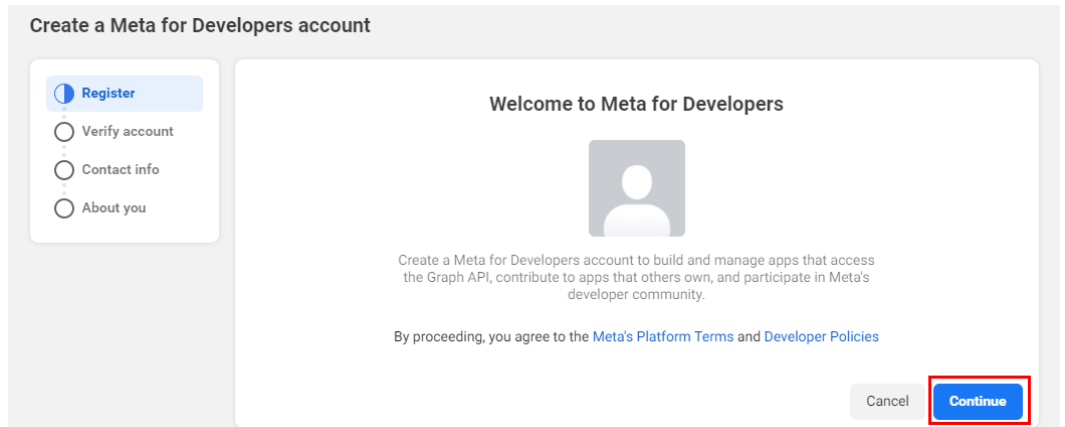 Create a Meta for Developers account
Register
Verify account
Contact info
About you
Welcome to Meta for Developers
Create a Meta for Developers account to build and manage apps that access
the Graph API, contribute to apps that others own, and participate in Meta's
developer community.
By proceeding, you agree to the Meta's Platform Terms and Developer Policies
Cancel
Continue